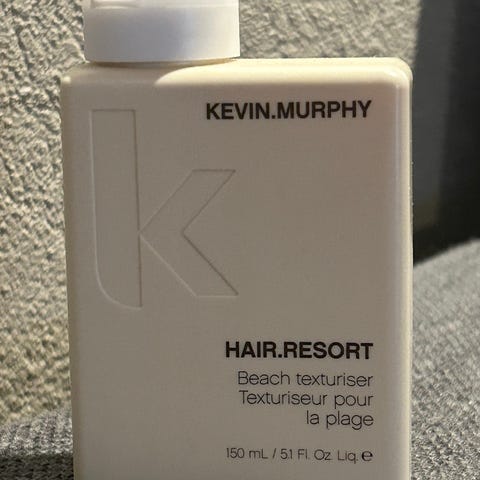 KEVIN.MURPHY
HAIR.RESORT
Beach texturiser
Texturiseur pour
la plage
150 mL / 5.1 Fl. Oz. Liq. e